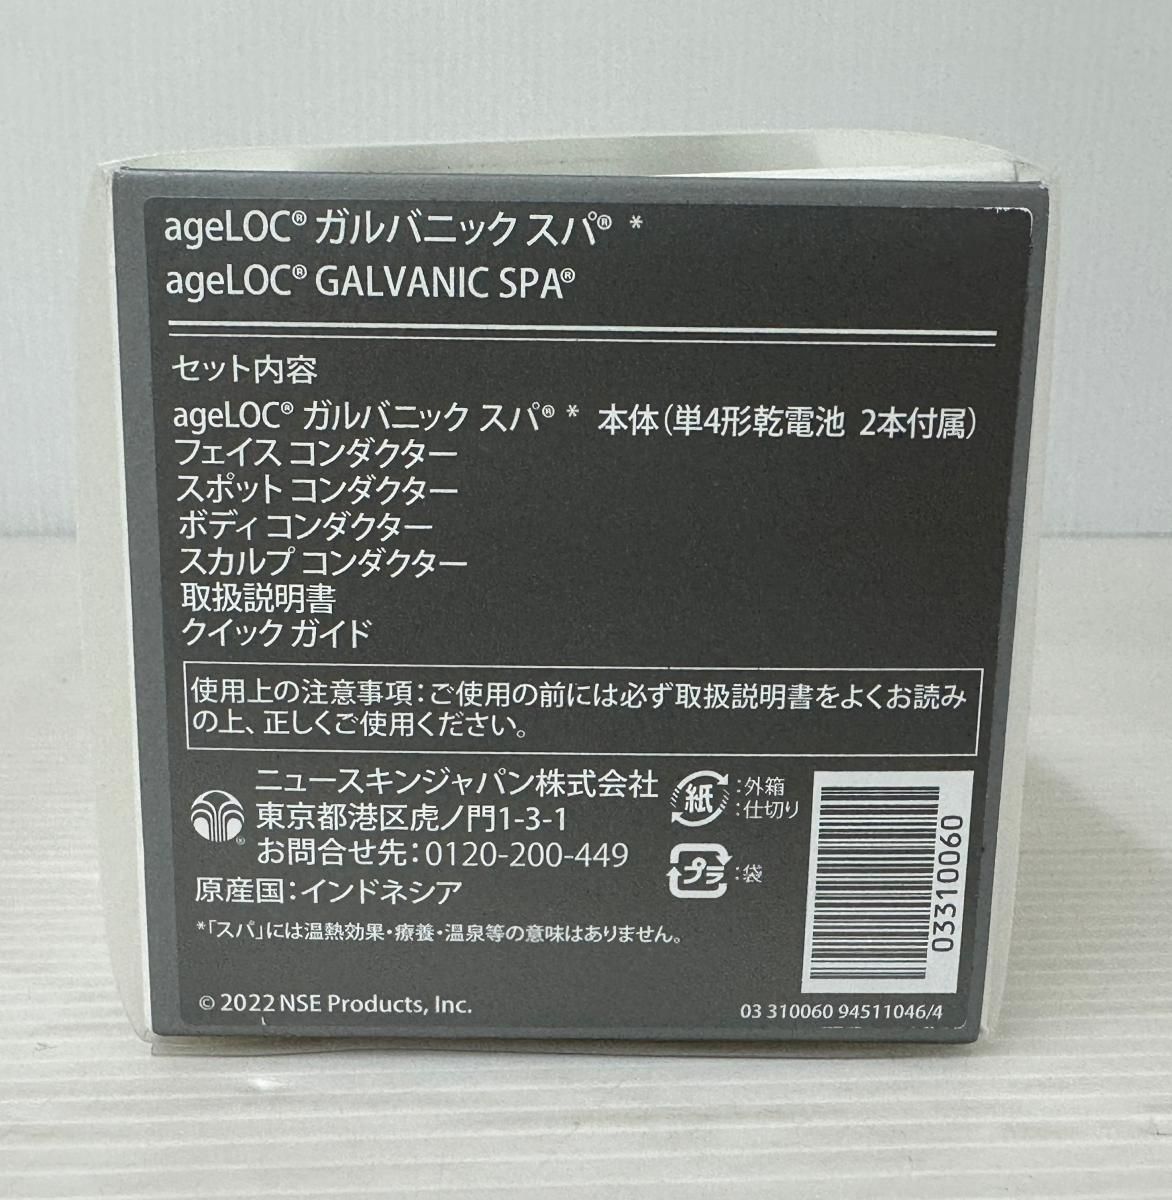 ageLOC® ガルバニック スパ® *
ageLOC® GALVANIC SPA®
セット内容
ageLOC® ガルバニック スパ® * 本体(単4形乾電池 2本付属)
フェイス コンダクター
スポット コンダクター
ボディ コンダクター
スカルプ コンダクター
取扱説明書
クイック ガイド
使用上の注意事項:ご使用の前には必ず取扱説明書をよくお読み
の上、正しくご使用ください。
ニュースキンジャパン株式会社
東京都港区虎ノ門1-3-1
お問合せ先:0120-200-449
原産国:インドネシア
*「スパ」には温熱効果・療養・温泉等の意味はありません。
紙 :外箱
:仕切り
プラ :袋
03310060
© 2022 NSE Products, Inc.
03 310060 94511046/4